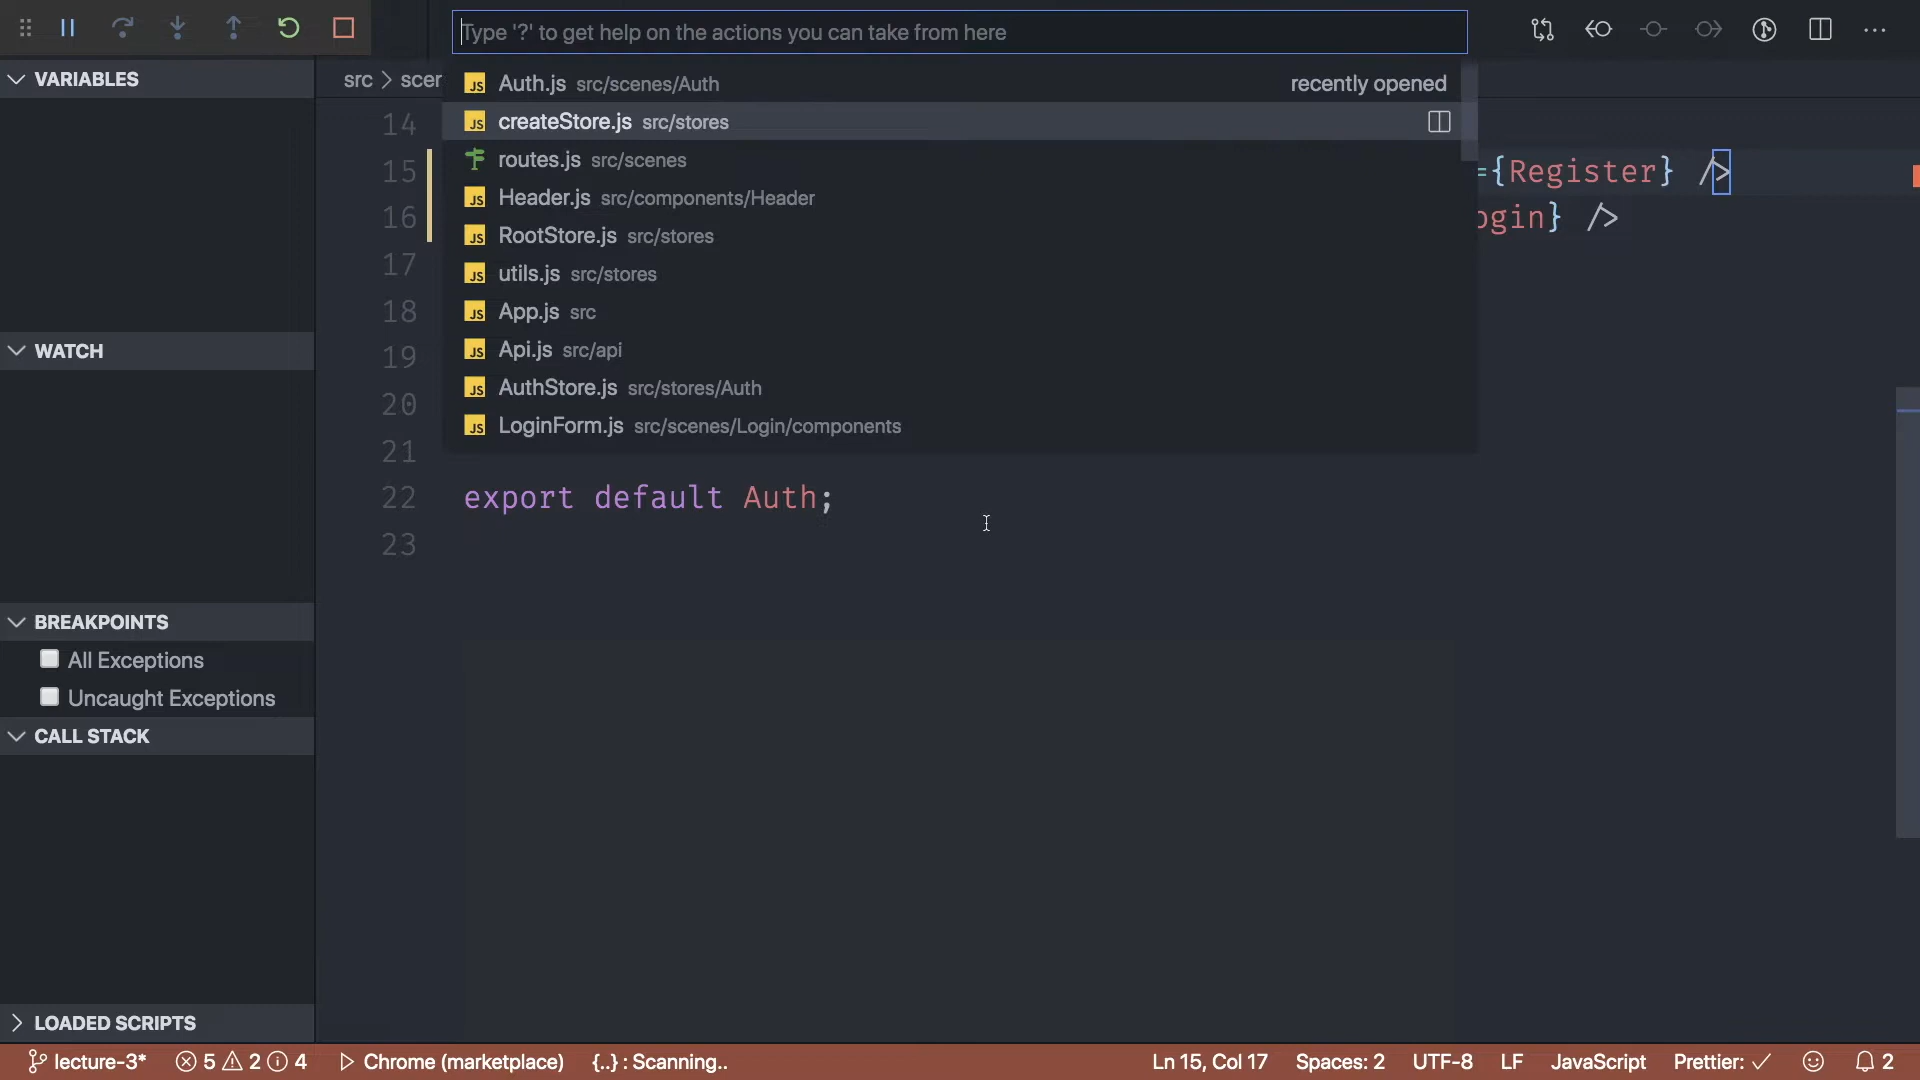 Type '?' to get help on the actions you can take from here
VARIABLES
src > scen
Auth.js src/scenes/Auth recently opened
createStore.js src/stores
routes.js src/scenes
Header.js src/components/Header
RootStore.js src/stores
utils.js src/stores
App.js src
Api.js src/api
AuthStore.js src/stores/Auth
LoginForm.js src/scenes/Login/components
14
15 ={Register} />
16 ogin} />
17
18
19
20
21
22 export default Auth;
23
WATCH
BREAKPOINTS
All Exceptions
Uncaught Exceptions
CALL STACK
LOADED SCRIPTS
lecture-3* 5 2 4 Chrome (marketplace) {..} : Scanning.. Ln 15, Col 17 Spaces: 2 UTF-8 LF JavaScript Prettier: ✓ 2